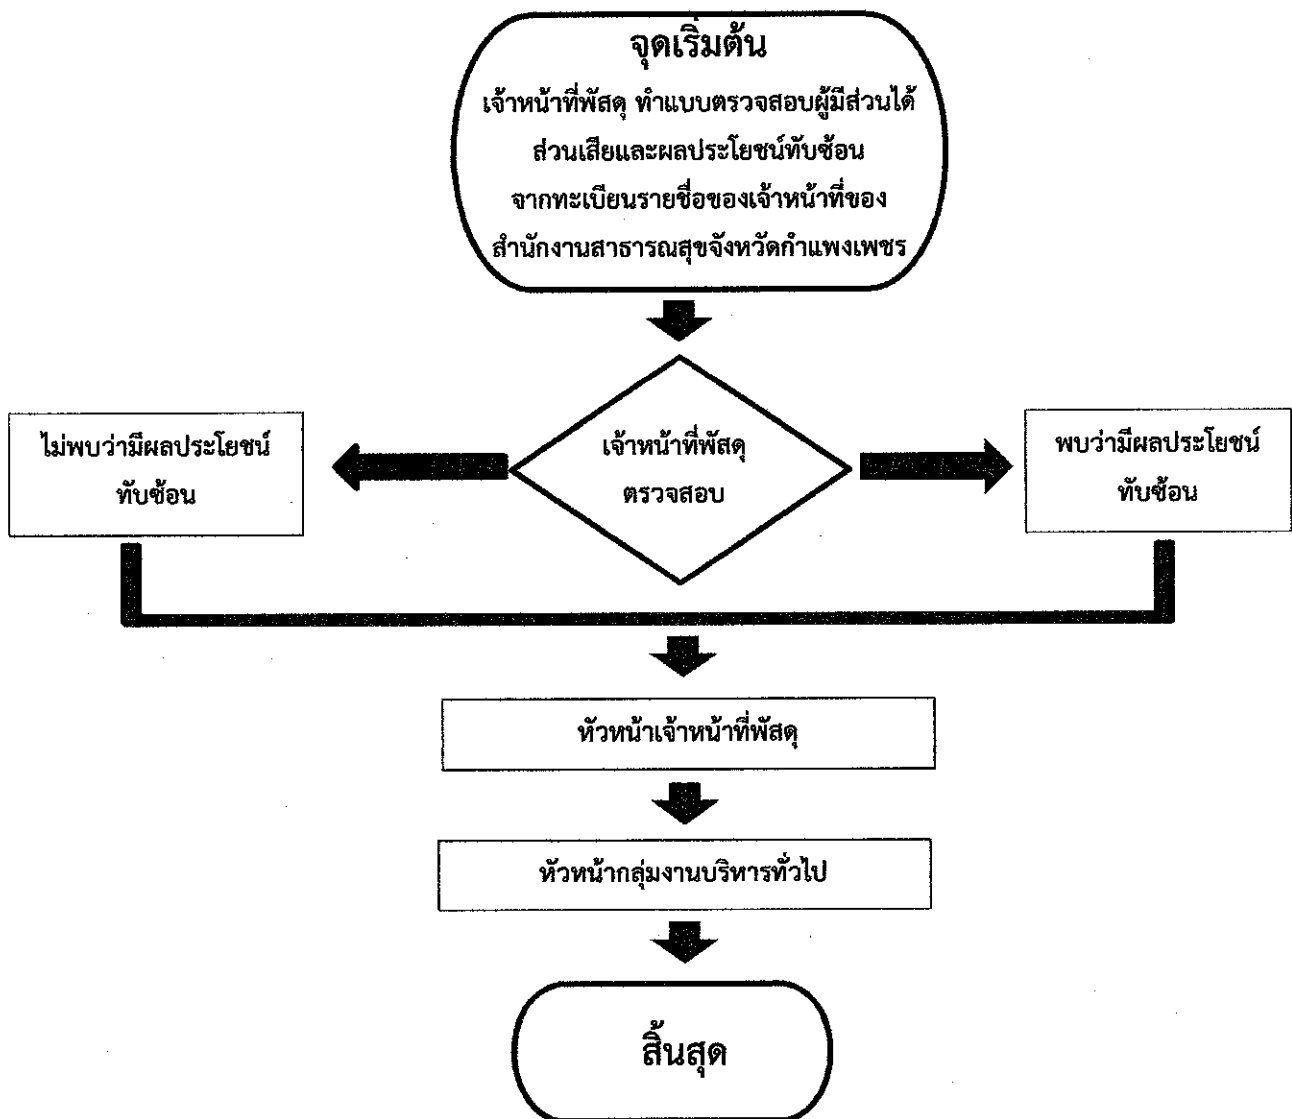 จุดเริ่มต้น
เจ้าหน้าที่พัสดุ ทำแบบตรวจสอบผู้มีส่วนได้
ส่วนเสียและผลประโยชน์ทับซ้อน
จากทะเบียนรายชื่อของเจ้าหน้าที่ของ
สำนักงานสาธารณสุขจังหวัดกำแพงเพชร
ไม่พบว่ามีผลประโยชน์
ทับซ้อน
เจ้าหน้าที่พัสดุ
ตรวจสอบ
พบว่ามีผลประโยชน์
ทับซ้อน
หัวหน้าเจ้าหน้าที่พัสดุ
หัวหน้ากลุ่มงานบริหารทั่วไป
สิ้นสุด